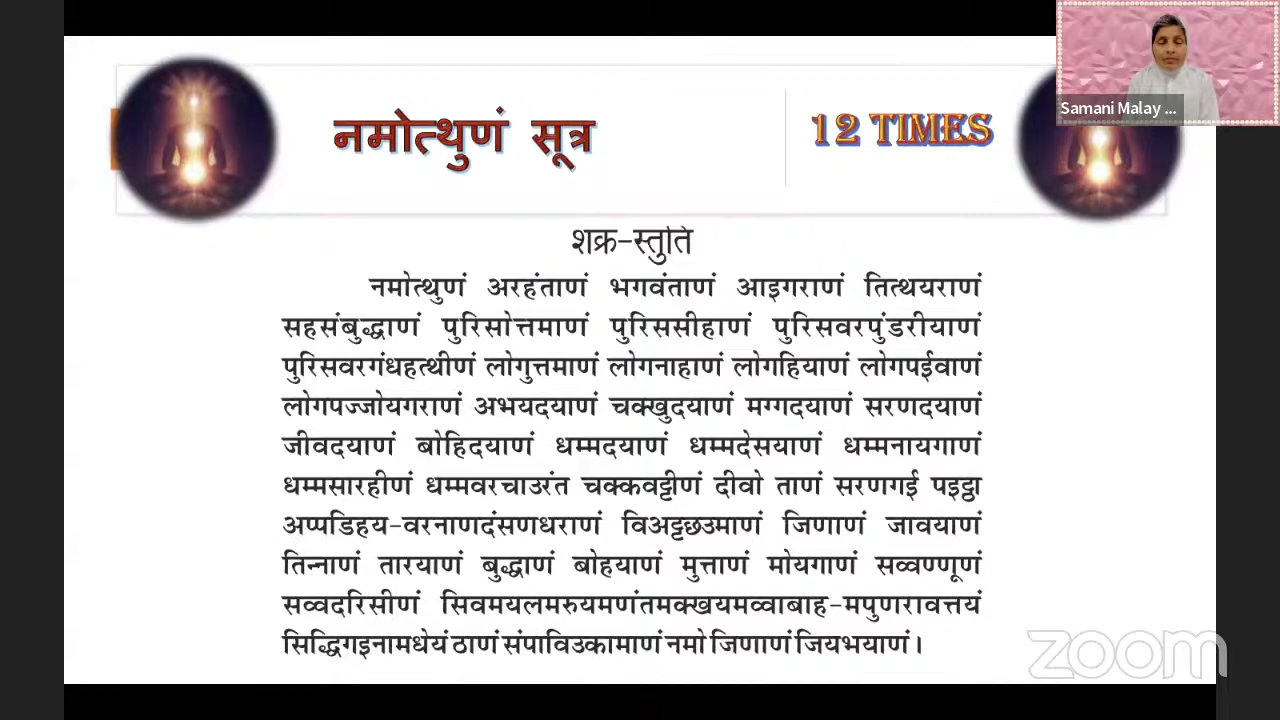 Samani Malay ...
नमोत्थुणं सूत्र
12 TIMES
शक्र-स्तुति
नमोत्थुणं अरहंताणं भगवंताणं आइगराणं तित्थयराणं
सहसंबुद्धाणं पुरिसोत्तमाणं पुरिससीहाणं पुरिसवरपुंडरीयाणं
पुरिसवरगंधहत्थीणं लोगुत्तमाणं लोगनाहाणं लोगहियाणं लोगपईवाणं
लोगपज्जोयगराणं अभयदयाणं चक्खुदयाणं मग्गदयाणं सरणदयाणं
जीवदयाणं बोहिदयाणं धम्मदयाणं धम्मदेसयाणं धम्मनायगाणं
धम्मसारहीणं धम्मवरचाउरंत चक्कवट्टीणं दीवो ताणं सरणगई पइट्ठा
अप्पडिहय-वरनाणदंसणधराणं विअट्टछउमाणं जिणाणं जावयाणं
तिन्नाणं तारयाणं बुद्धाणं बोहयाणं मुत्ताणं मोयगाणं सव्वण्णूणं
सव्वदरिसीणं सिवमयलमरुयमणंतमक्खयमव्वाबाह-मपुणरावत्तयं
सिद्धिगइनामधेयं ठाणं संपाविउकामाणं नमो जिणाणं जियभयाणं।
zoom